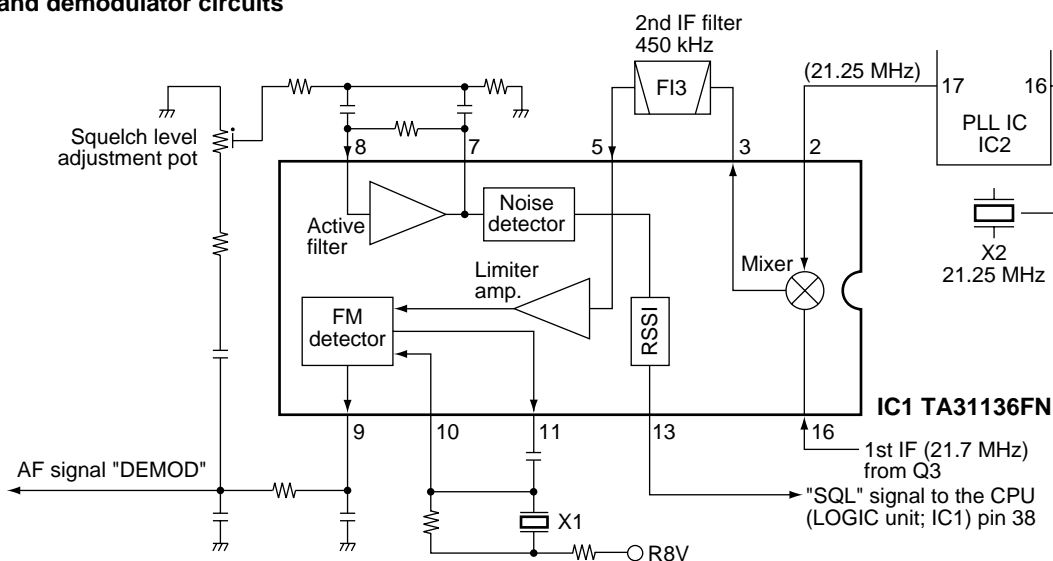 and demodulator circuits
2nd IF filter
450 kHz
FI3
(21.25 MHz)
17
16
PLL IC
IC2
X2
21.25 MHz
Squelch level
adjustment pot
8
7
5
3
2
Active
filter
Noise
detector
Mixer
Limiter
amp.
FM
detector
RSSI
IC1 TA31136FN
9
10
11
13
16
1st IF (21.7 MHz)
from Q3
AF signal "DEMOD"
"SQL" signal to the CPU
(LOGIC unit; IC1) pin 38
X1
R8V